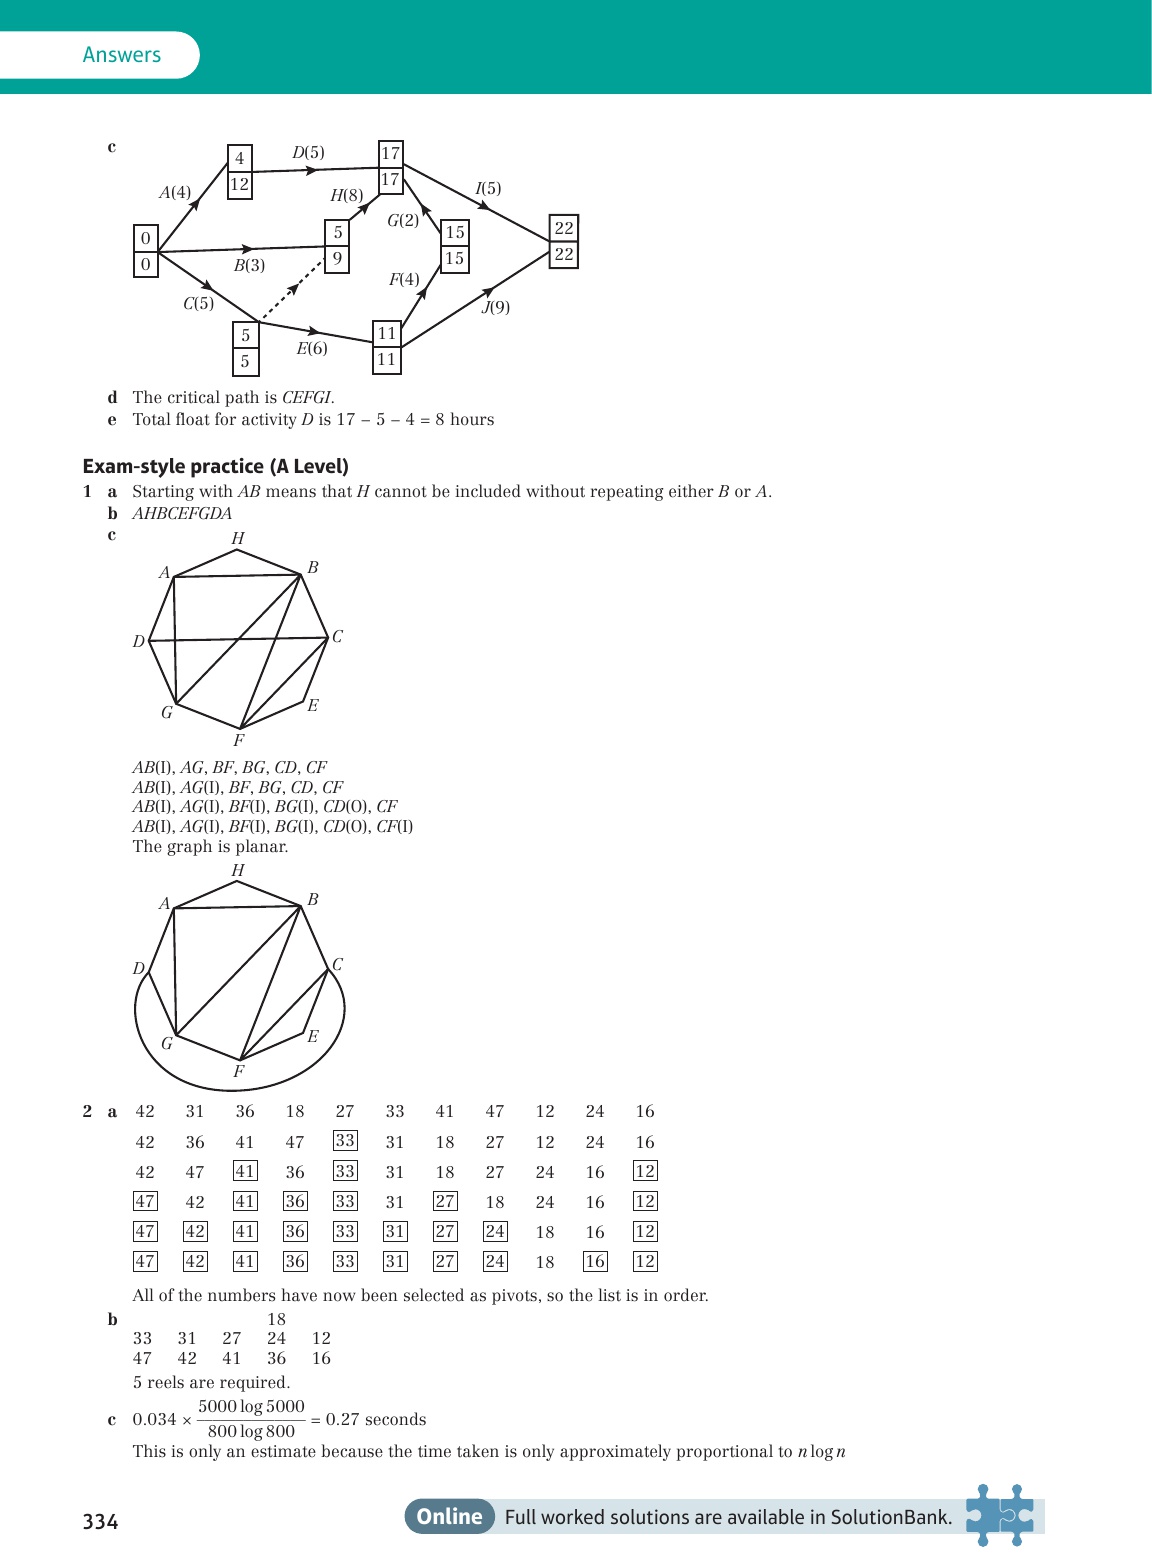 Answers
c
4
12
D(5)
17
17
A(4)
H(8)
I(5)
G(2)
0
0
5
9
15
15
22
22
B(3)
F(4)
C(5)
J(9)
5
5
E(6)
11
11
d The critical path is CEFGI.
e Total float for activity D is 17 − 5 − 4 = 8 hours
Exam-style practice (A Level)
1 a Starting with AB means that H cannot be included without repeating either B or A.
b AHBCEFGDA
c
H
A
B
D
C
G
E
F
AB(I), AG, BF, BG, CD, CF
AB(I), AG(I), BF, BG, CD, CF
AB(I), AG(I), BF(I), BG(I), CD(O), CF
AB(I), AG(I), BF(I), BG(I), CD(O), CF(I)
The graph is planar.
H
A
B
D
C
G
E
F
2 a 42 31 36 18 27 33 41 47 12 24 16
42 36 41 47 33 31 18 27 12 24 16
42 47 41 36 33 31 18 27 24 16 12
47 42 41 36 33 31 27 18 24 16 12
47 42 41 36 33 31 27 24 18 16 12
47 42 41 36 33 31 27 24 18 16 12
All of the numbers have now been selected as pivots, so the list is in order.
b 18
33 31 27 24 12
47 42 41 36 16
5 reels are required.
c 0.034 × 5000 log 5000 / 800 log 800 = 0.27 seconds
This is only an estimate because the time taken is only approximately proportional to n log n
334
Online Full worked solutions are available in SolutionBank.